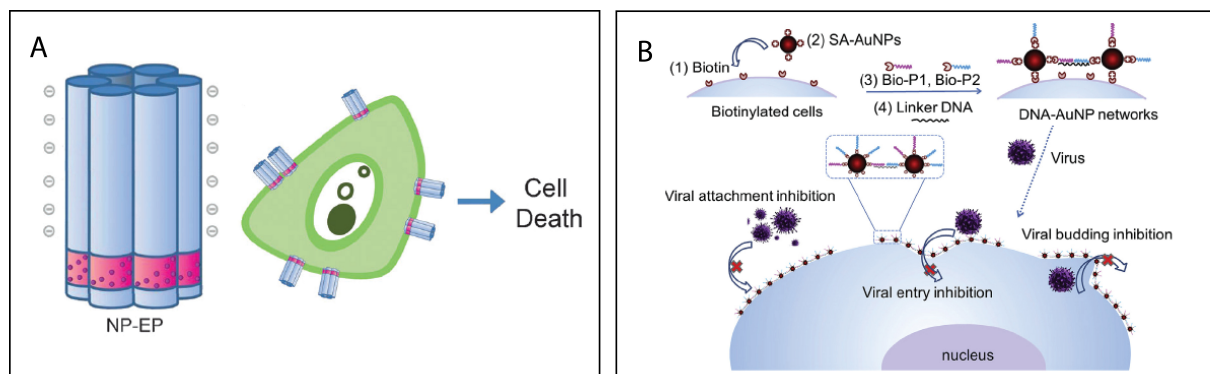 A
NP-EP
Cell
Death
B
(2) SA-AuNPs
(1) Biotin
(3) Bio-P1, Bio-P2
Biotinylated cells
(4) Linker DNA
DNA-AuNP networks
Virus
Viral attachment inhibition
Viral budding inhibition
Viral entry inhibition
nucleus